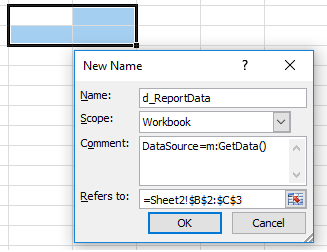 New Name
?
Name: d_ReportData
Scope: Workbook
Comment: DataSource=m:GetData()
Refers to: =Sheet2!$B$2:$C$3
OK Cancel